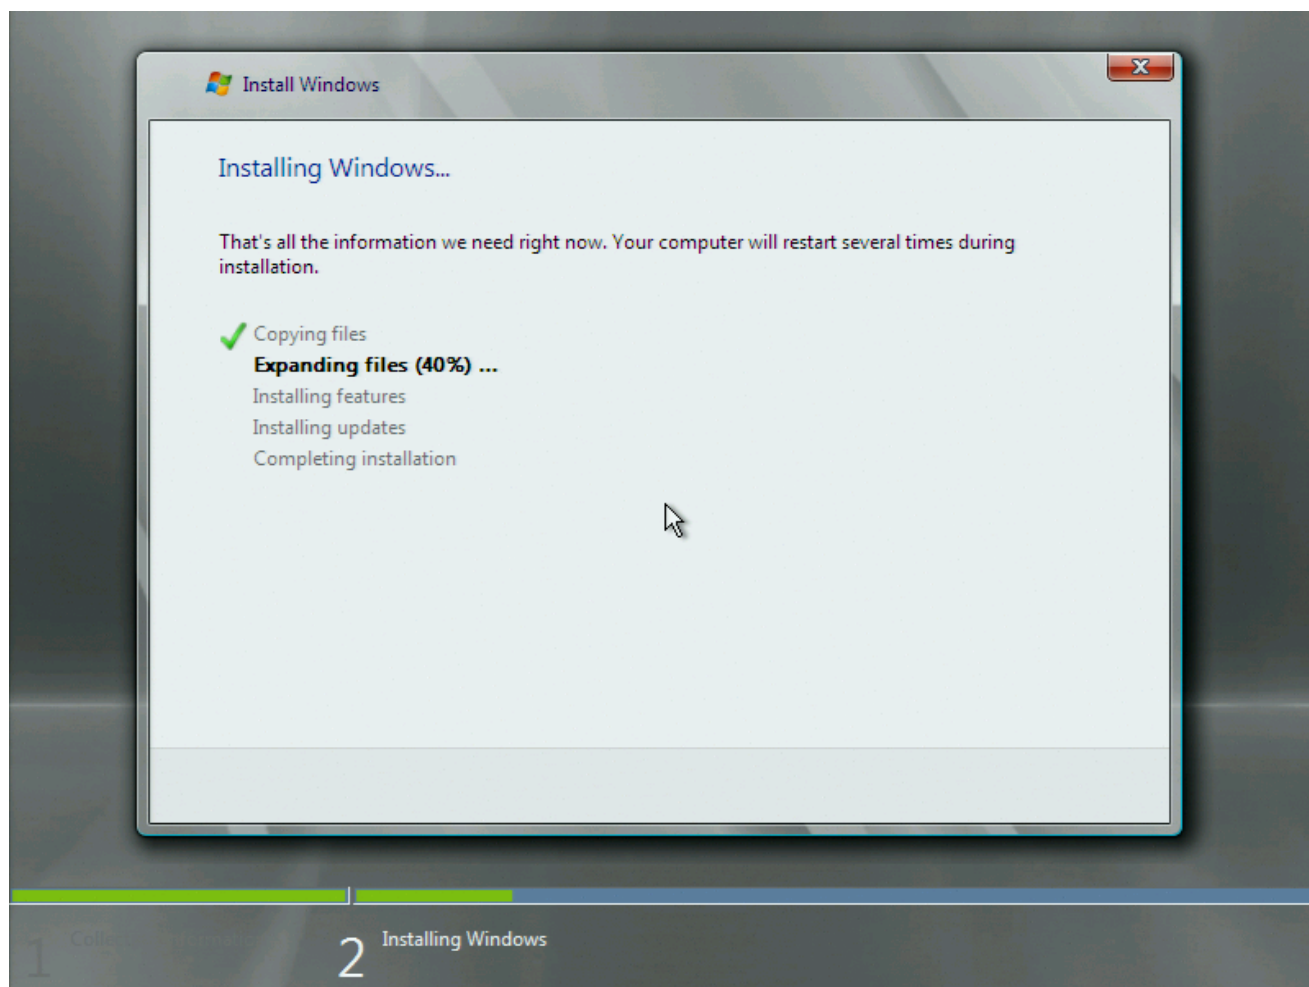 Install Windows
Installing Windows...
That's all the information we need right now. Your computer will restart several times during
installation.
Copying files
Expanding files (40%) ...
Installing features
Installing updates
Completing installation
1
2 Installing Windows